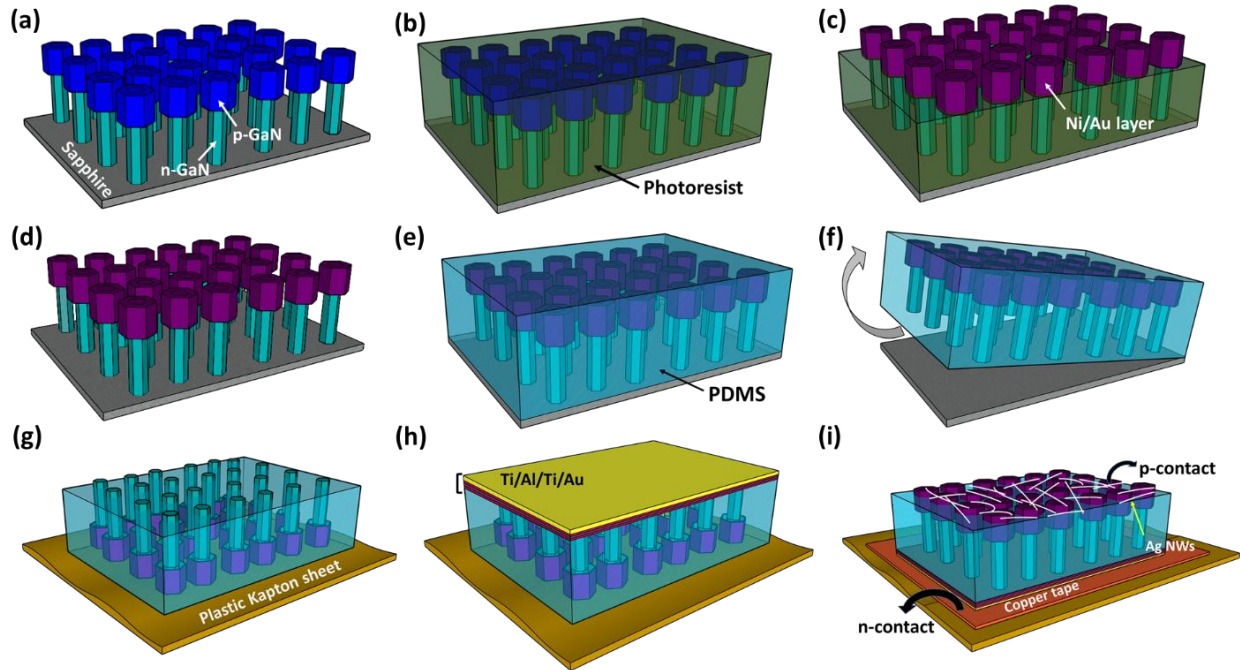 (a)
p-GaN
n-GaN
Sapphire
(b)
Photoresist
(c)
Ni/Au layer
(d)
(e)
PDMS
(f)
(g)
Plastic Kapton sheet
(h)
Ti/Al/Ti/Au
(i)
p-contact
Ag NWs
Copper tape
n-contact